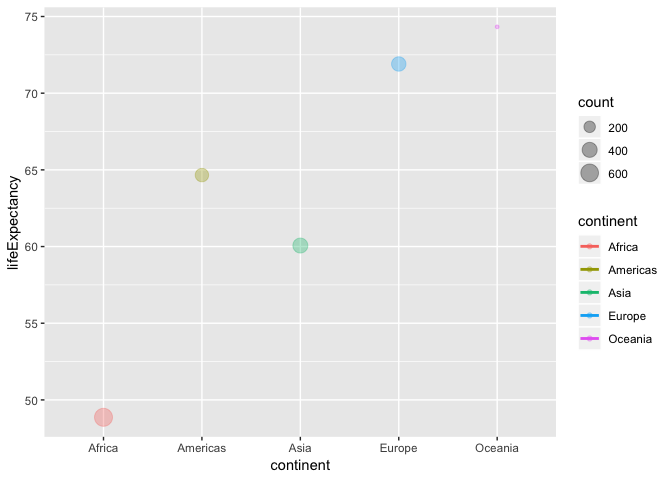 75
70
65
60
55
50
lifeExpectancy
Africa
Americas
Asia
Europe
Oceania
continent
count
200
400
600
continent
Africa
Americas
Asia
Europe
Oceania